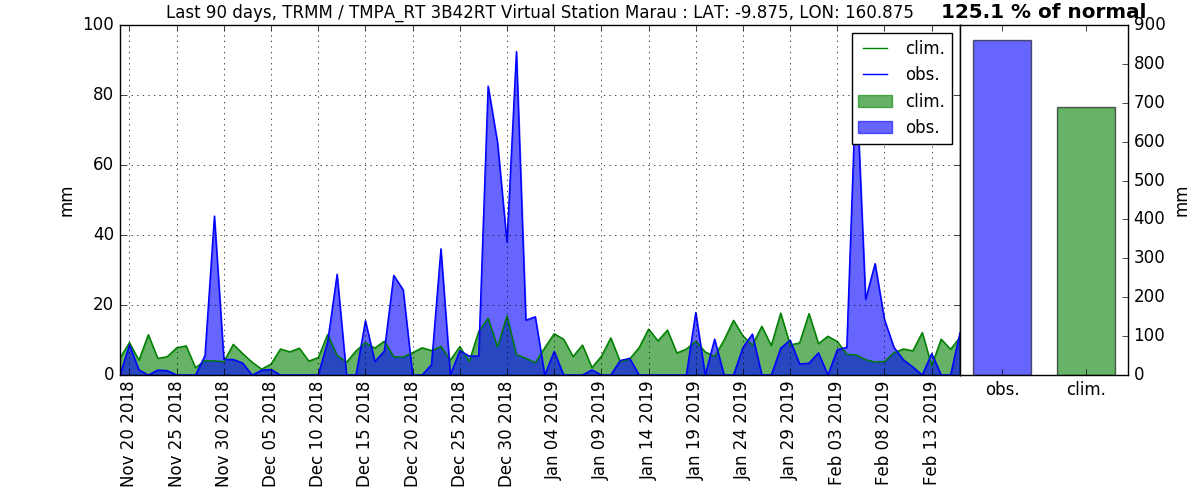 Last 90 days, TRMM / TMPA_RT 3B42RT Virtual Station Marau : LAT: -9.875, LON: 160.875
125.1 % of normal
clim.
obs.
clim.
obs.
mm
100
80
60
40
20
0
Nov 20 2018
Nov 25 2018
Nov 30 2018
Dec 05 2018
Dec 10 2018
Dec 15 2018
Dec 20 2018
Dec 25 2018
Dec 30 2018
Jan 04 2019
Jan 09 2019
Jan 14 2019
Jan 19 2019
Jan 24 2019
Jan 29 2019
Feb 03 2019
Feb 08 2019
Feb 13 2019
900
800
700
600
500
400
300
200
100
0
mm
obs.
clim.